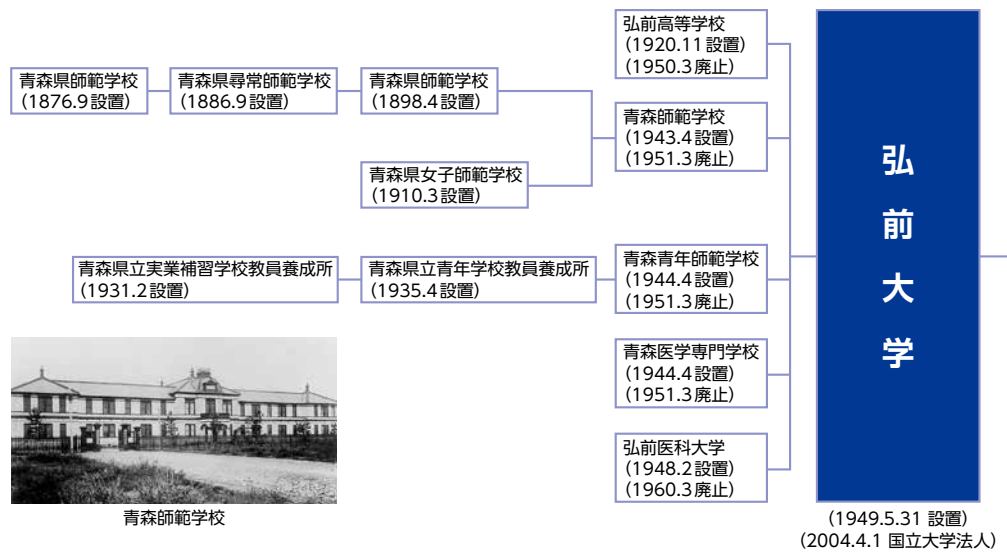 弘前高等学校
（1920.11 設置）
（1950.3 廃止）
青森県師範学校
（1876.9 設置）
青森県尋常師範学校
（1886.9 設置）
青森県師範学校
（1898.4 設置）
青森師範学校
（1943.4 設置）
（1951.3 廃止）
青森県女子師範学校
（1910.3 設置）
青森県立実業補習学校教員養成所
（1931.2 設置）
青森県立青年学校教員養成所
（1935.4 設置）
青森青年師範学校
（1944.4 設置）
（1951.3 廃止）
青森医学専門学校
（1944.4 設置）
（1951.3 廃止）
弘前医科大学
（1948.2 設置）
（1960.3 廃止）
弘前大学
（1949.5.31 設置）
（2004.4.1 国立大学法人）
青森師範学校